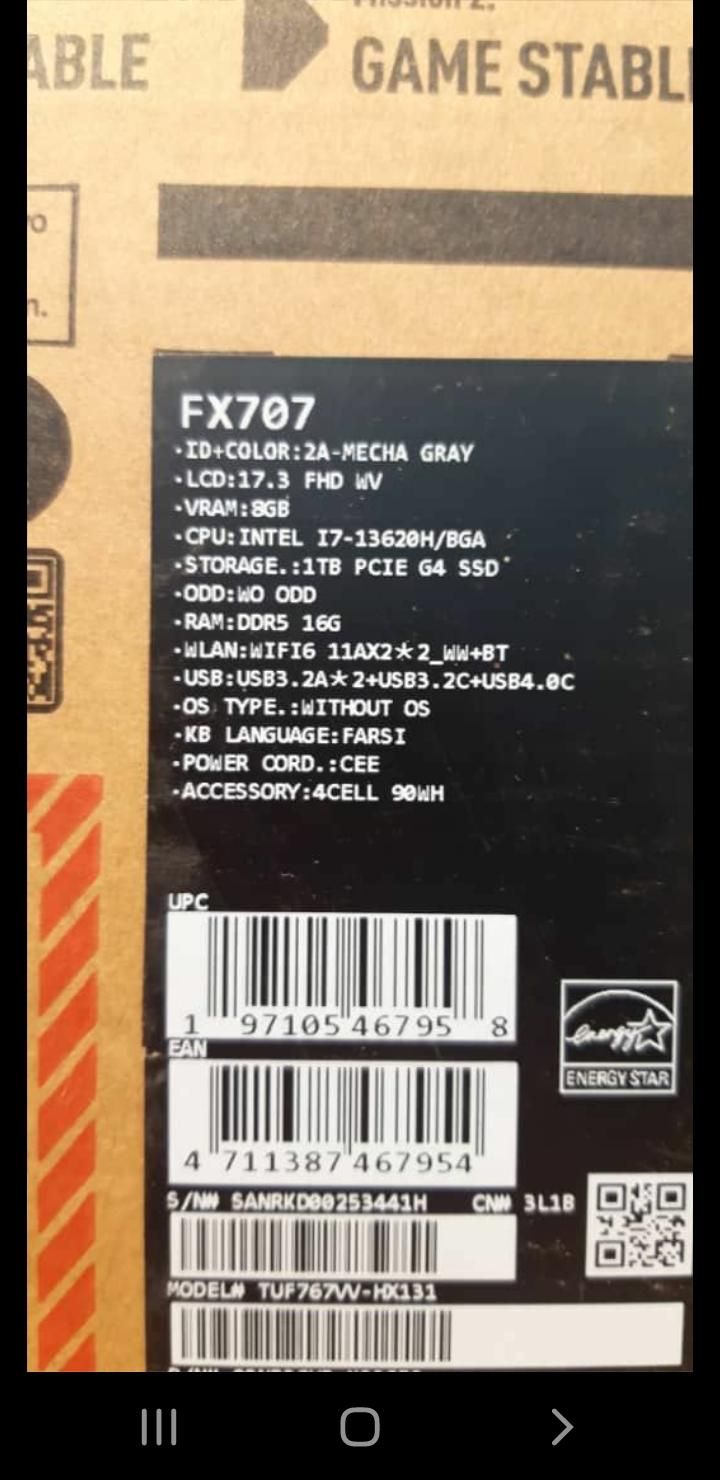 ABLE
GAME STABL
n.
FX707
·ID+COLOR:2A-MECHA GRAY
·LCD:17.3 FHD WV
·VRAM:8GB
·CPU:INTEL I7-13620H/BGA
·STORAGE.:1TB PCIE G4 SSD
·ODD:WO ODD
·RAM:DDR5 16G
·WLAN:WIFI6 11AX2*2_WW+BT
·USB:USB3.2A*2+USB3.2C+USB4.0C
·OS TYPE.:WITHOUT OS
·KB LANGUAGE:FARSI
·POWER CORD.:CEE
·ACCESSORY:4CELL 90WH
UPC
1 97105 46795 8
EAN
4 711387 467954
energy
ENERGY STAR
S/N# SANRKD00253441H CN# 3L1B
MODEL# TUF767VV-HX131